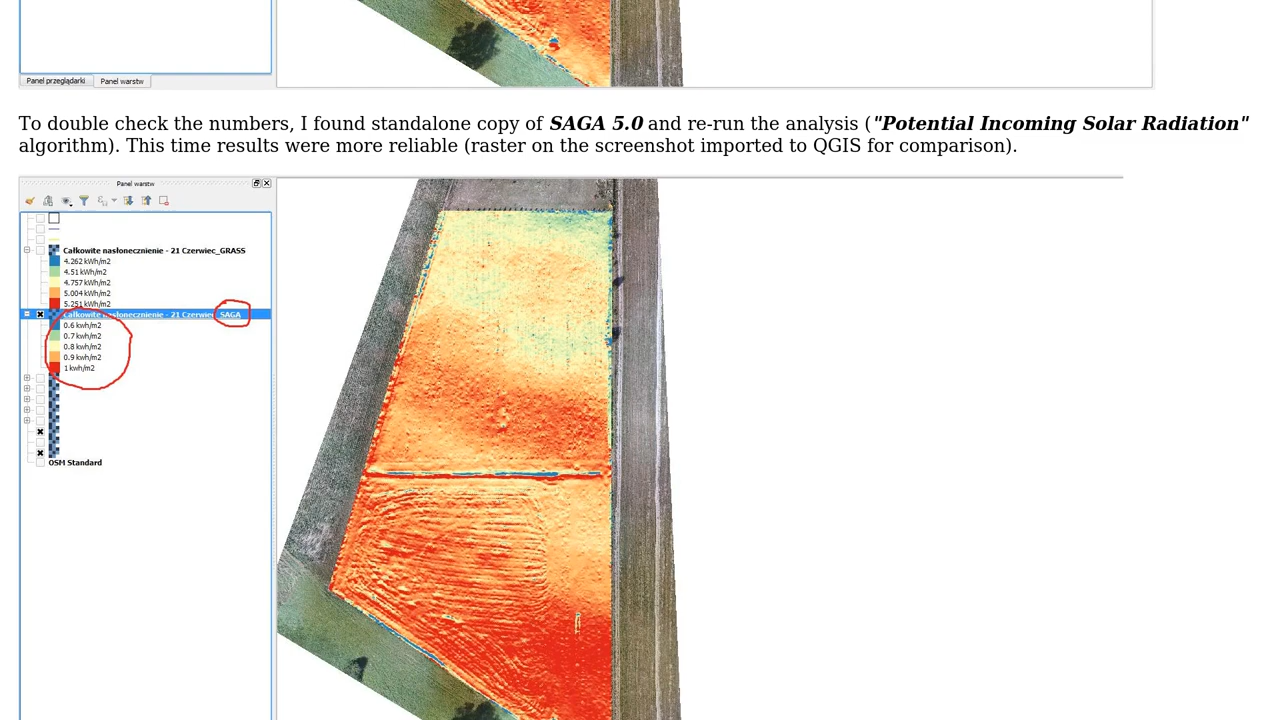 Panel przeglądarki
Panel warstw
To double check the numbers, I found standalone copy of SAGA 5.0 and re-run the analysis ("Potential Incoming Solar Radiation"
algorithm). This time results were more reliable (raster on the screenshot imported to QGIS for comparison).
Panel warstw
Całkowite nasłonecznienie - 21 Czerwiec_GRASS
4.262 kWh/m2
4.51 kWh/m2
4.757 kWh/m2
5.004 kWh/m2
5.251 kWh/m2
Całkowite nasłonecznienie - 21 Czerwiec_SAGA
0.6 kwh/m2
0.7 kwh/m2
0.8 kwh/m2
0.9 kwh/m2
1 kwh/m2
OSM Standard